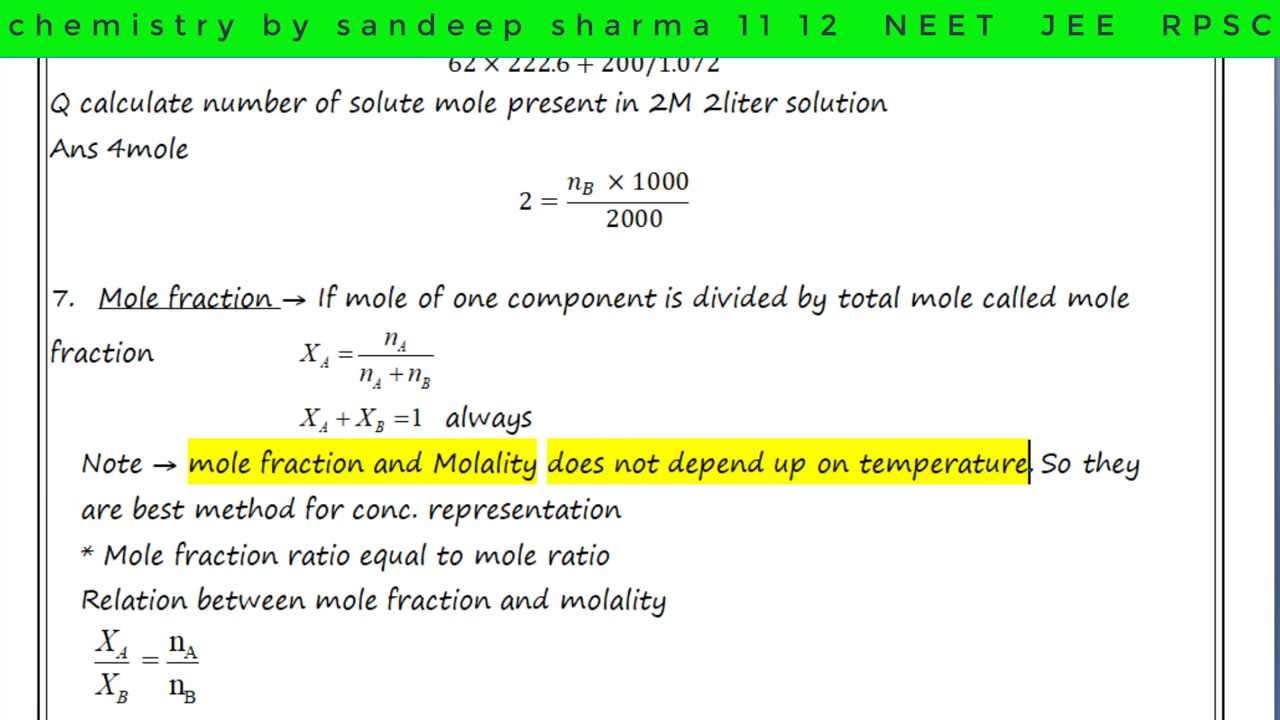 chemistry by sandeep sharma 11 12 NEET JEE RPSC
62 × 222.6 + 200/1.072
Q calculate number of solute mole present in 2M 2liter solution
Ans 4mole
2 = n_B × 1000 / 2000
7. Mole fraction → If mole of one component is divided by total mole called mole
fraction X_A = n_A / n_A + n_B
X_A + X_B = 1 always
Note → mole fraction and Molality does not depend up on temperature. So they
are best method for conc. representation
* Mole fraction ratio equal to mole ratio
Relation between mole fraction and molality
X_A / X_B = n_A / n_B